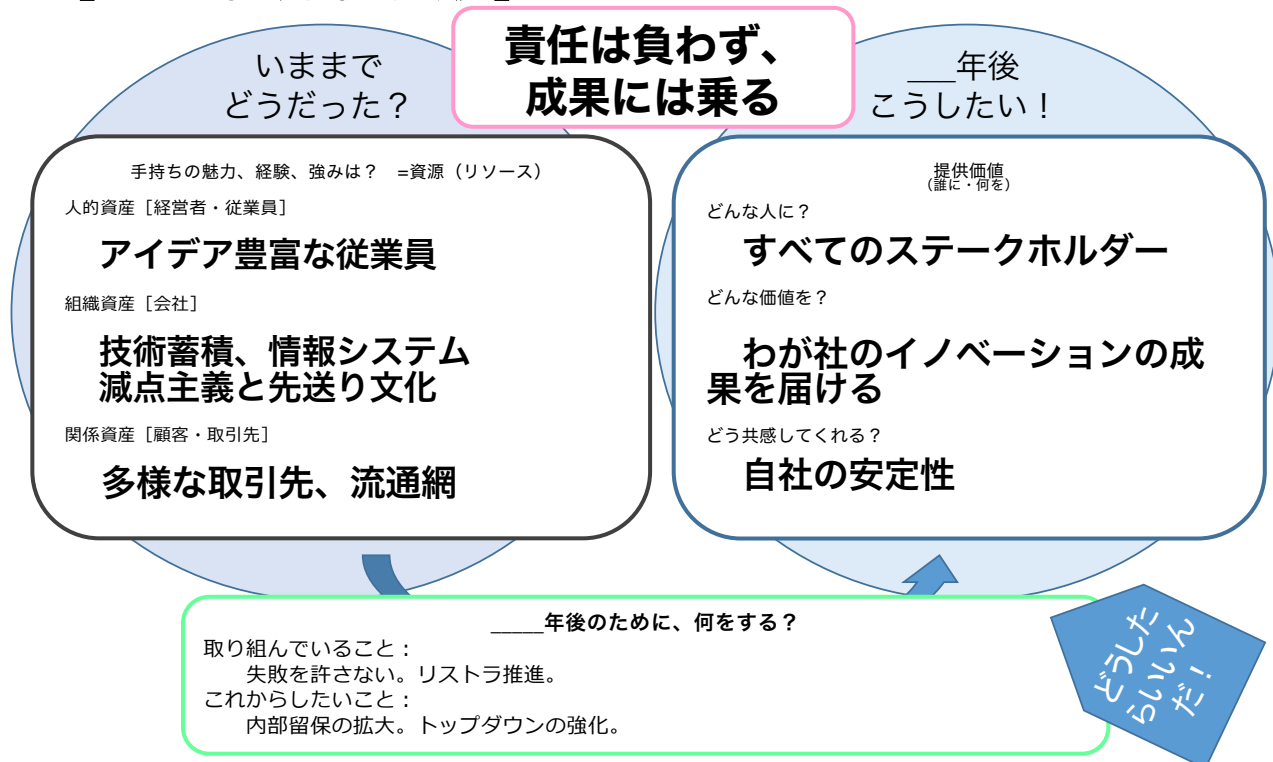 責任は負わず、
成果には乗る
いままで
どうだった？
___年後
こうしたい！
手持ちの魅力、経験、強みは？　=資源（リソース）
人的資産［経営者・従業員］
アイデア豊富な従業員
組織資産［会社］
技術蓄積、情報システム
減点主義と先送り文化
関係資産［顧客・取引先］
多様な取引先、流通網
提供価値
（誰に・何を）
どんな人に？
すべてのステークホルダー
どんな価値を？
わが社のイノベーションの成
果を届ける
どう共感してくれる？
自社の安定性
_____年後のために、何をする？
取り組んでいること：
失敗を許さない。リストラ推進。
これからしたいこと：
内部留保の拡大。トップダウンの強化。
どうした
らいいん
だ！